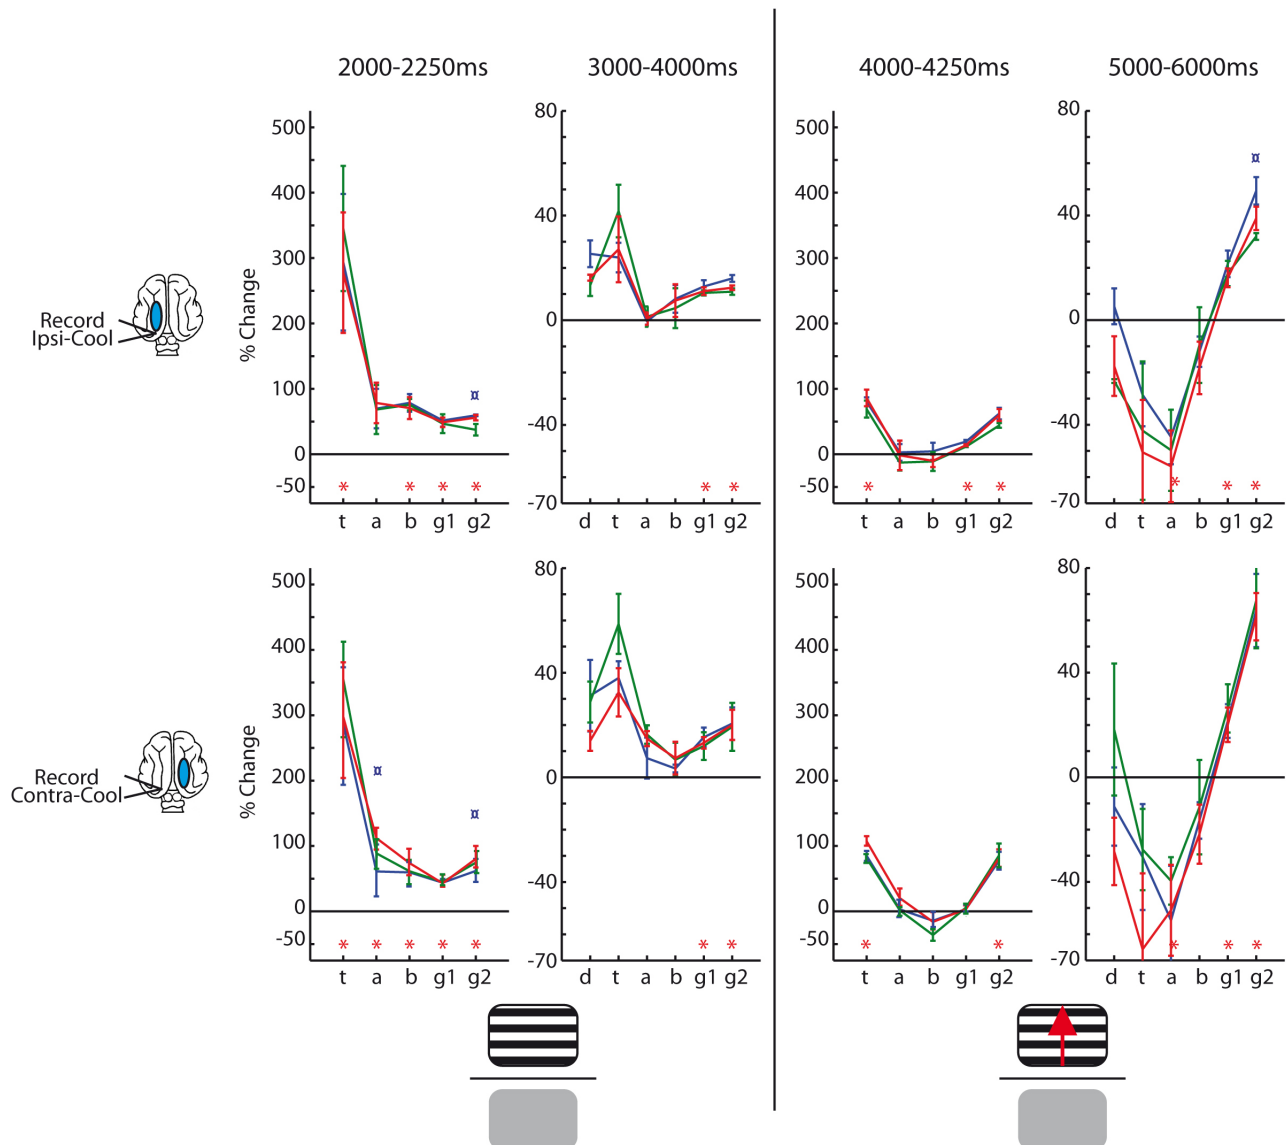 2000-2250ms 3000-4000ms 4000-4250ms 5000-6000ms
500 80 500 80
400 400
300 40 300 40
200 0 200 0
100 ¤ 100 ¤
0 -40 0 -40
-50 * * * * -70 * * -50 * * * -70 * * *
% Change
Record
Ipsi-Cool
t a b g1 g2 d t a b g1 g2 t a b g1 g2 d t a b g1 g2
500 80 500 80
400 400
300 40 300 40
200 ¤ 0 200 0
100 ¤ 100
0 -40 0 -40
-50 * * * * * -70 * * -50 * * -70 * * *
% Change
Record
Contra-Cool
t a b g1 g2 d t a b g1 g2 t a b g1 g2 d t a b g1 g2